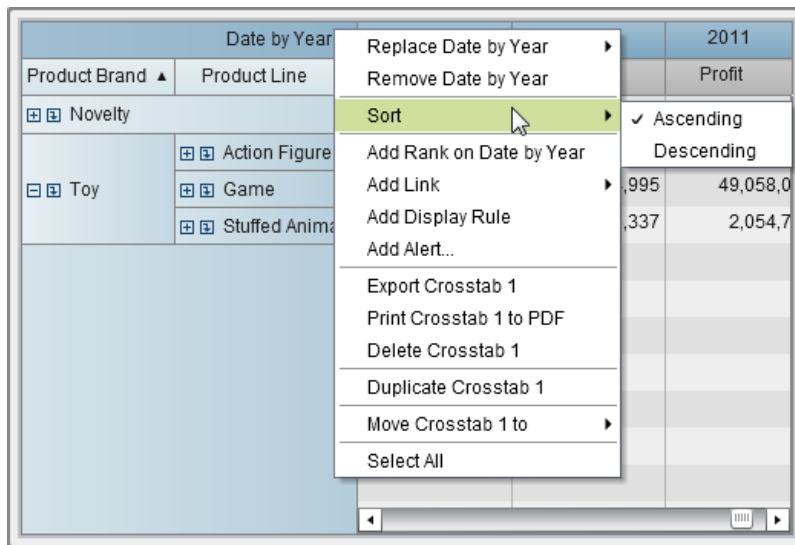 Date by Year 2011
Product Brand Product Line Profit
Novelty
Toy
Action Figure
Game ,995 49,058,0
Stuffed Anima ,337 2,054,7
Replace Date by Year
Remove Date by Year
Sort
Ascending
Descending
Add Rank on Date by Year
Add Link
Add Display Rule
Add Alert...
Export Crosstab 1
Print Crosstab 1 to PDF
Delete Crosstab 1
Duplicate Crosstab 1
Move Crosstab 1 to
Select All